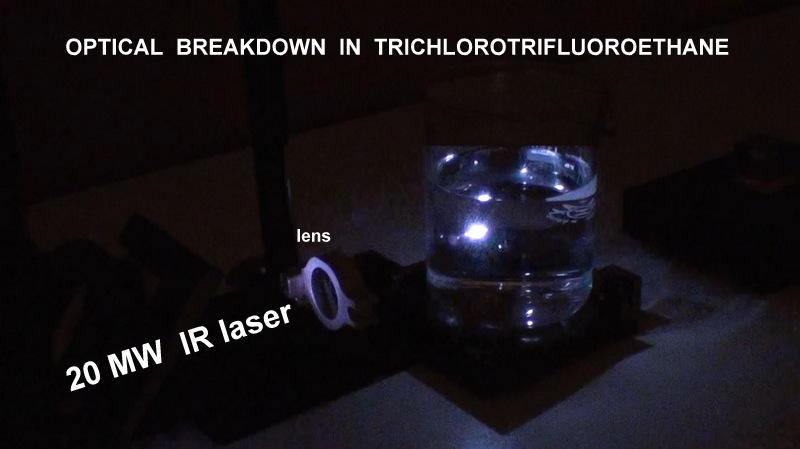 OPTICAL BREAKDOWN IN TRICHLOROTRIFLUOROETHANE
lens
20 MW IR laser